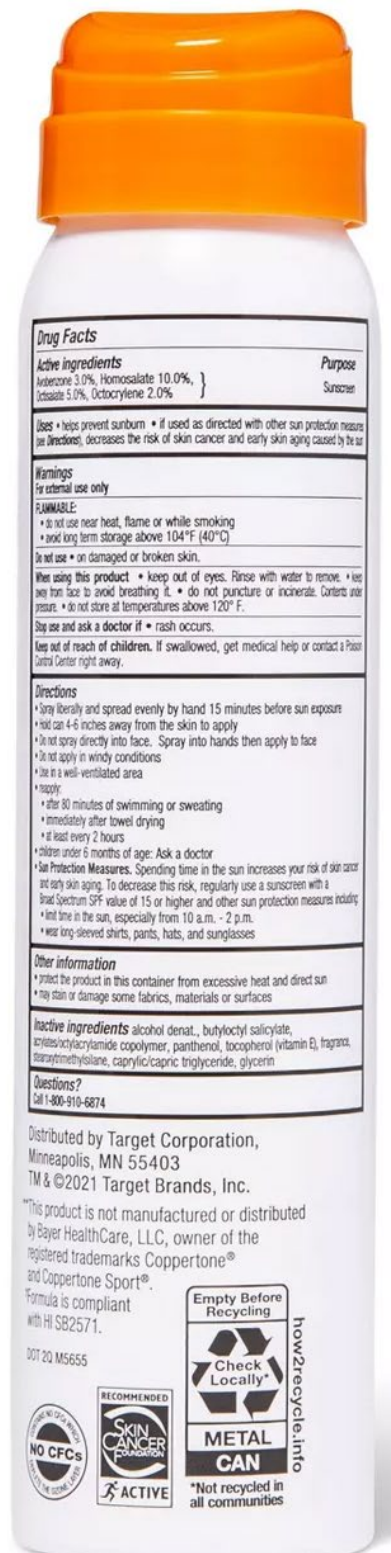 Drug Facts
Active ingredients Purpose
Avobenzone 3.0%, Homosalate 10.0%,
Octisalate 5.0%, Octocrylene 2.0% } Sunscreen
Uses • helps prevent sunburn • if used as directed with other sun protection measures
(see Directions), decreases the risk of skin cancer and early skin aging caused by the sun
Warnings
For external use only
FLAMMABLE:
• do not use near heat, flame or while smoking
• avoid long term storage above 104°F (40°C)
Do not use • on damaged or broken skin.
When using this product • keep out of eyes. Rinse with water to remove. • keep
away from face to avoid breathing it. • do not puncture or incinerate. Contents under
pressure. • do not store at temperatures above 120° F.
Stop use and ask a doctor if • rash occurs.
Keep out of reach of children. If swallowed, get medical help or contact a Poison
Control Center right away.
Directions
• Spray liberally and spread evenly by hand 15 minutes before sun exposure
• Hold can 4-6 inches away from the skin to apply
• Do not spray directly into face. Spray into hands then apply to face
• Do not apply in windy conditions
• Use in a well-ventilated area
• reapply:
• after 80 minutes of swimming or sweating
• immediately after towel drying
• at least every 2 hours
• children under 6 months of age: Ask a doctor
• Sun Protection Measures. Spending time in the sun increases your risk of skin cancer
and early skin aging. To decrease this risk, regularly use a sunscreen with a
Broad Spectrum SPF value of 15 or higher and other sun protection measures including:
• limit time in the sun, especially from 10 a.m. - 2 p.m.
• wear long-sleeved shirts, pants, hats, and sunglasses
Other information
• protect the product in this container from excessive heat and direct sun
• may stain or damage some fabrics, materials or surfaces
Inactive ingredients alcohol denat., butyloctyl salicylate,
acrylates/octylacrylamide copolymer, panthenol, tocopherol (vitamin E), fragrance,
stearoxytrimethylsilane, caprylic/capric triglyceride, glycerin
Questions?
Call 1-800-910-6874
Distributed by Target Corporation,
Minneapolis, MN 55403
TM & ©2021 Target Brands, Inc.
**This product is not manufactured or distributed
by Bayer HealthCare, LLC, owner of the
registered trademarks Coppertone®
and Coppertone Sport®.
†Formula is compliant
with HI SB2571.
DOT 2Q M5655
Empty Before
Recycling
Check
Locally*
METAL
CAN
*Not recycled in
all communities
how2recycle.info
CONTAINS NO CFCs WHICH
NO CFCs
DEPLETE THE OZONE LAYER
RECOMMENDED
SKIN
CANCER
FOUNDATION
ACTIVE